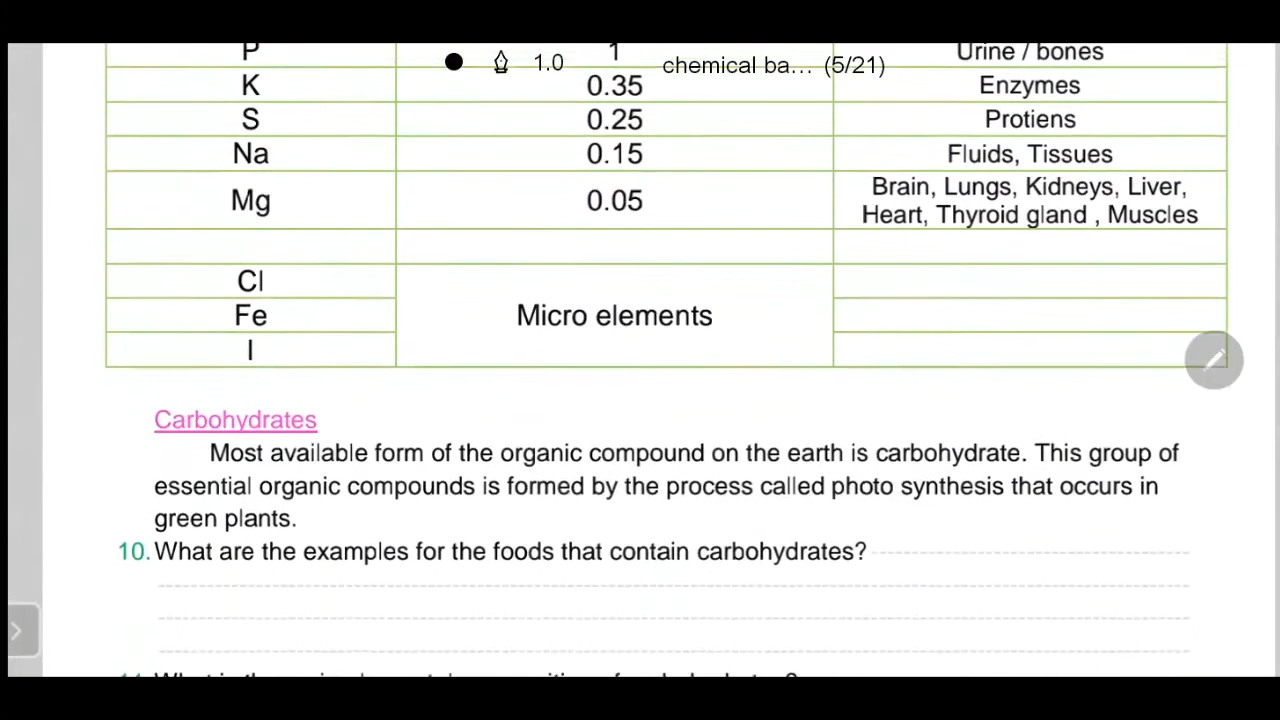 P 1 Urine / bones
1.0 chemical ba... (5/21)
K 0.35 Enzymes
S 0.25 Protiens
Na 0.15 Fluids, Tissues
Mg 0.05 Brain, Lungs, Kidneys, Liver,
Heart, Thyroid gland , Muscles
Cl
Fe Micro elements
I
Carbohydrates
Most available form of the organic compound on the earth is carbohydrate. This group of
essential organic compounds is formed by the process called photo synthesis that occurs in
green plants.
10. What are the examples for the foods that contain carbohydrates?